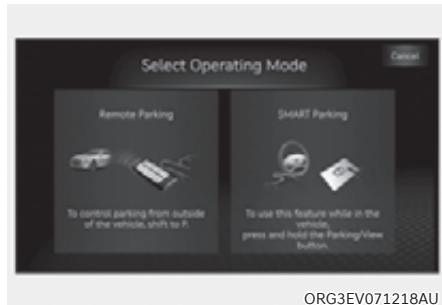 Select Operating Mode
Cancel
Remote Parking
To control parking from outside
of the vehicle, shift to P.
SMART Parking
To use this feature while in the
vehicle,
press and hold the Parking/View
button.
ORG3EV071218AU